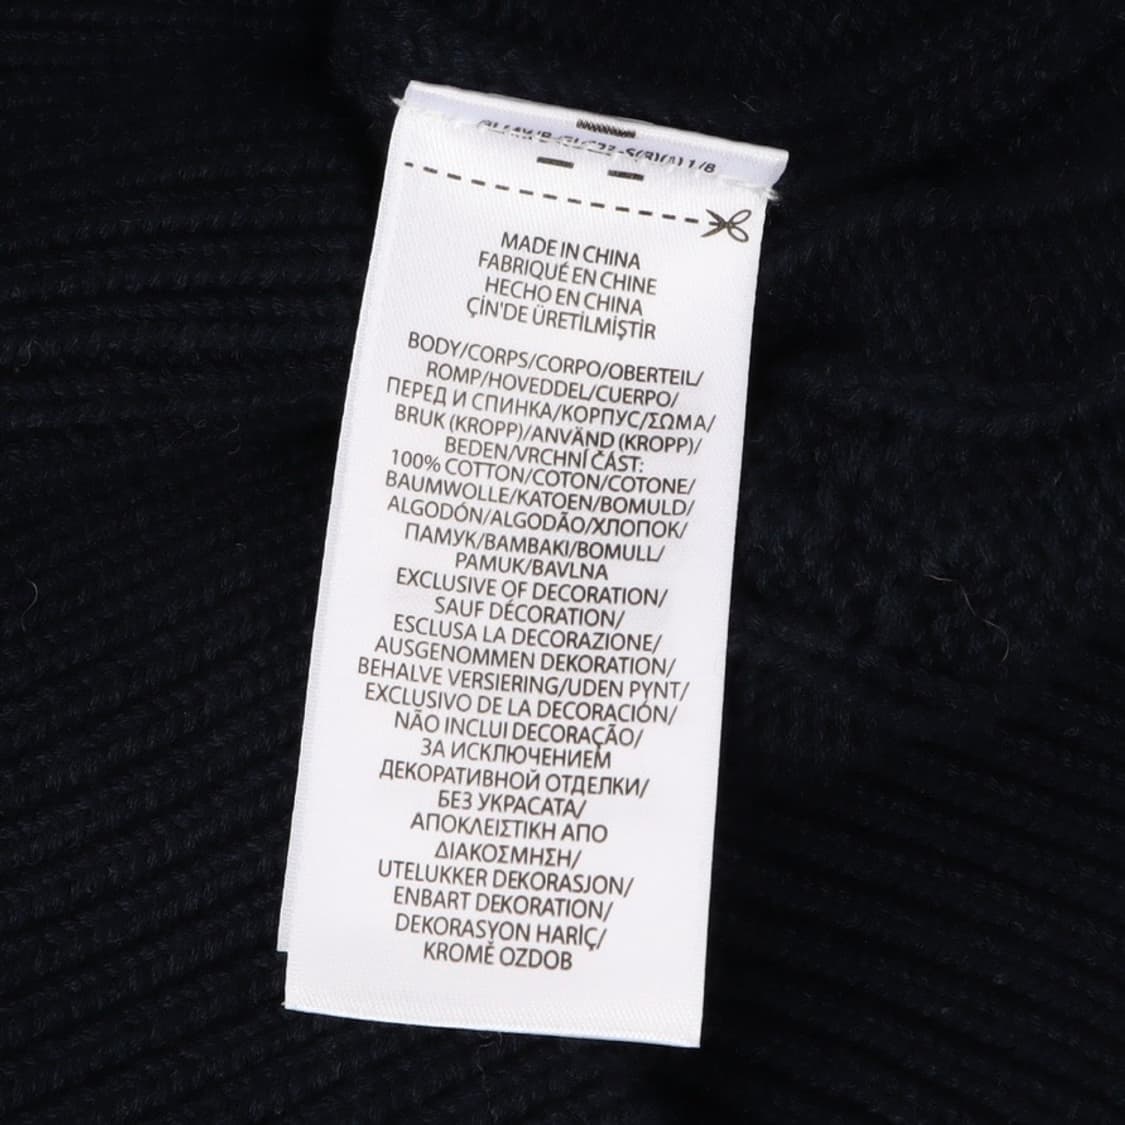 1/8
MADE IN CHINA
FABRIQUÉ EN CHINE
HECHO EN CHINA
ÇİN'DE ÜRETİLMİŞTİR
BODY/CORPS/CORPO/OBERTEIL/
ROMP/HOVEDDEL/CUERPO/
ПЕРЕД И СПИНКА/КОРПУС/ΣΩΜΑ/
BRUK (KROPP)/ANVÄND (KROPP)/
BEDEN/VRCHNÍ ČÁST:
100% COTTON/COTON/COTONE/
BAUMWOLLE/KATOEN/BOMULD/
ALGODÓN/ALGODÃO/ХЛОПОК/
ПАМУК/BAMBAKI/BOMULL/
PAMUK/BAVLNA
EXCLUSIVE OF DECORATION/
SAUF DÉCORATION/
ESCLUSA LA DECORAZIONE/
AUSGENOMMEN DEKORATION/
BEHALVE VERSIERING/UDEN PYNT/
EXCLUSIVO DE LA DECORACIÓN/
NÃO INCLUI DECORAÇÃO/
ЗА ИСКЛЮЧЕНИЕМ
ДЕКОРАТИВНОЙ ОТДЕЛКИ/
БЕЗ УКРАСАТА/
ΑΠΟΚΛΕΙΣΤΙΚΗ ΑΠΟ
ΔΙΑΚΟΣΜΗΣΗ/
UTELUKKER DEKORASJON/
ENBART DEKORATION/
DEKORASYON HARİÇ/
KROMĚ OZDOB